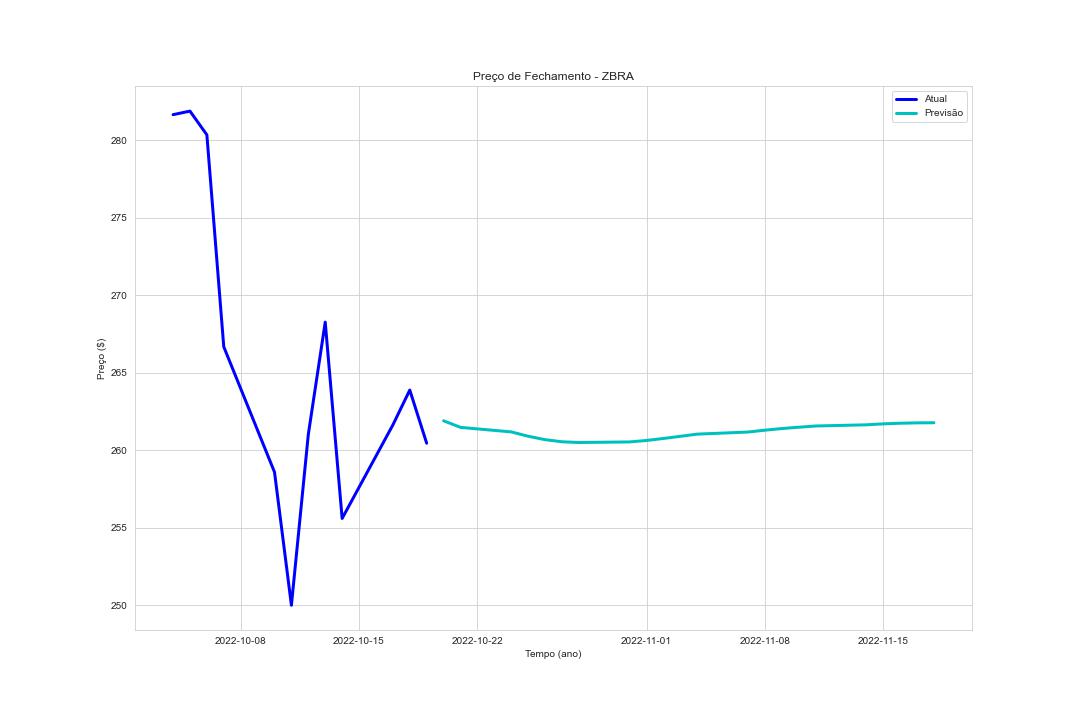 Preço de Fechamento - ZBRA
Atual
Previsão
280
275
270
265
260
255
250
Preço ($)
2022-10-08
2022-10-15
2022-10-22
2022-11-01
2022-11-08
2022-11-15
Tempo (ano)